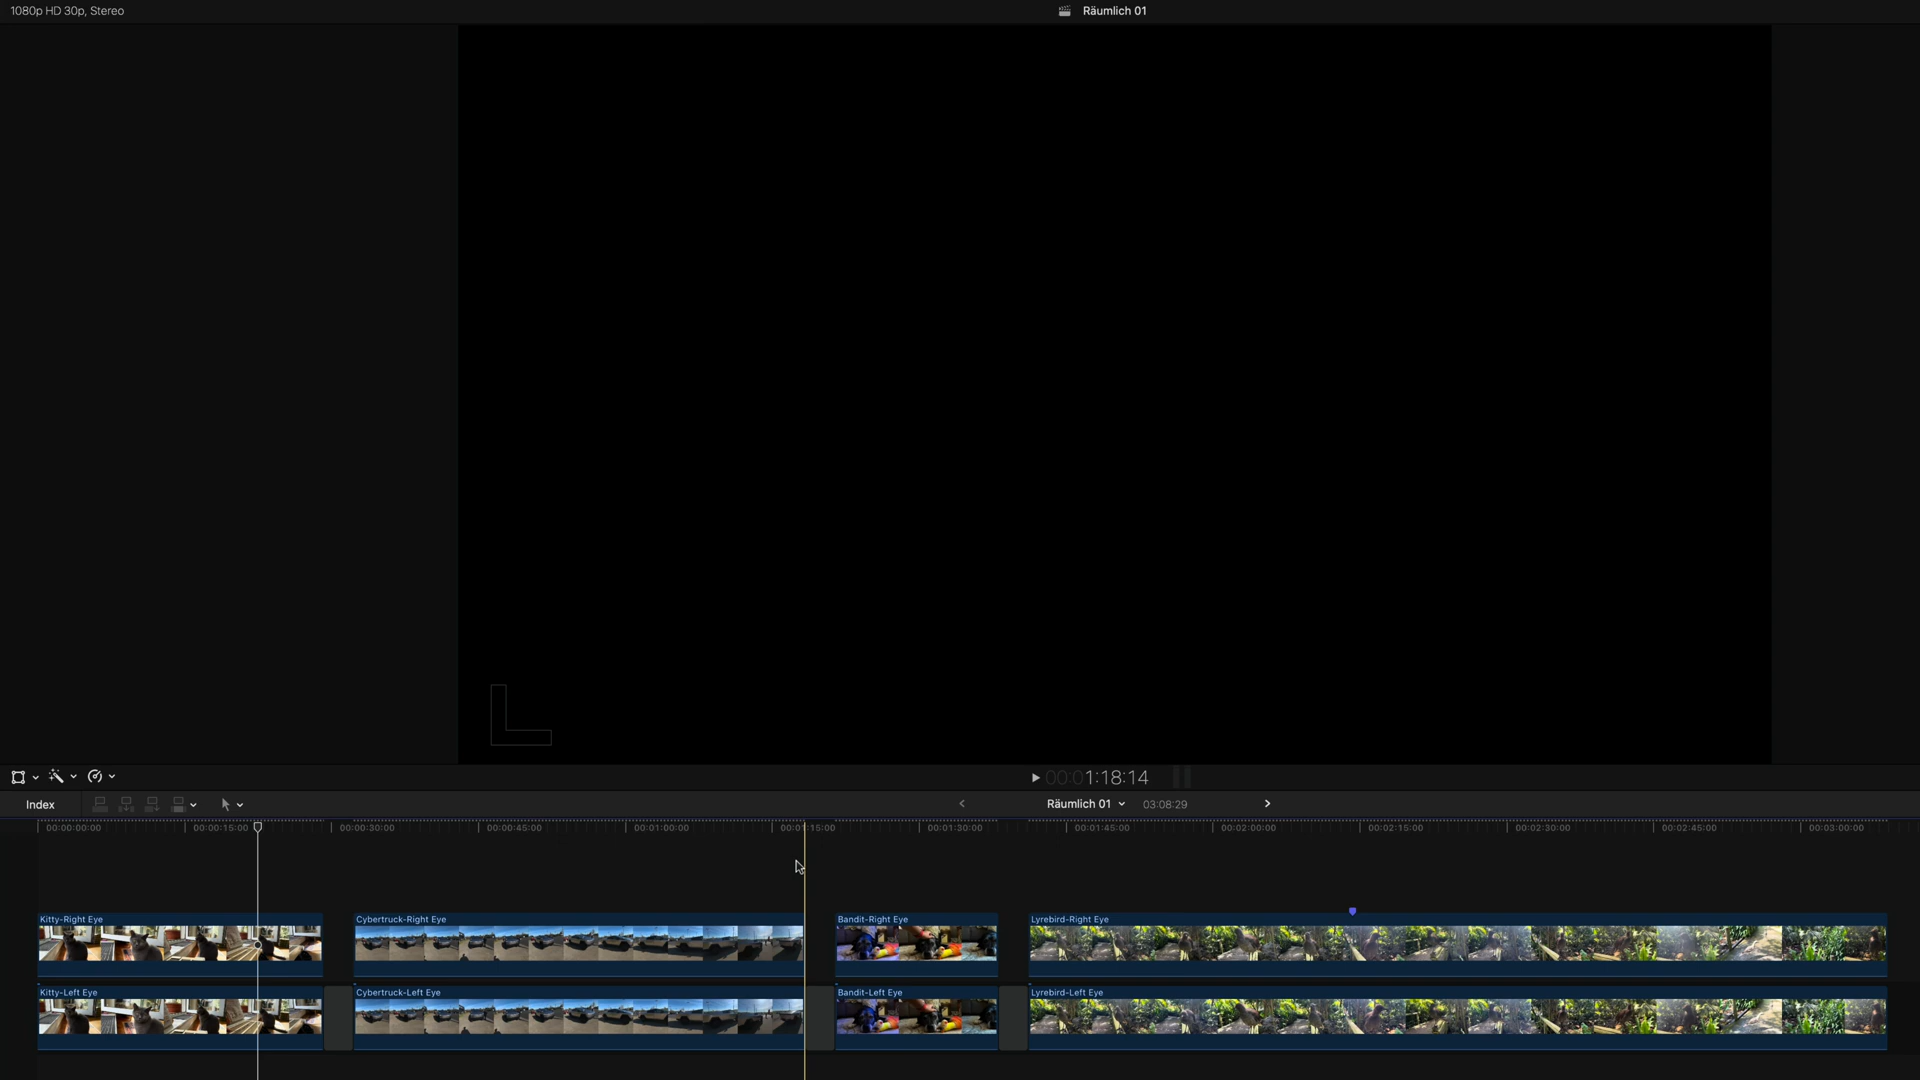 1080p HD 30p, Stereo
Räumlich 01
00:01:18:14
Index
Räumlich 01
03:08:29
00:00:00:00
00:00:15:00
00:00:30:00
00:00:45:00
00:01:00:00
00:01:15:00
00:01:30:00
00:01:45:00
00:02:00:00
00:02:15:00
00:02:30:00
00:02:45:00
00:03:00:00
Kitty-Right Eye
Cybertruck-Right Eye
Bandit-Right Eye
Lyrebird-Right Eye
Kitty-Left Eye
Cybertruck-Left Eye
Bandit-Left Eye
Lyrebird-Left Eye